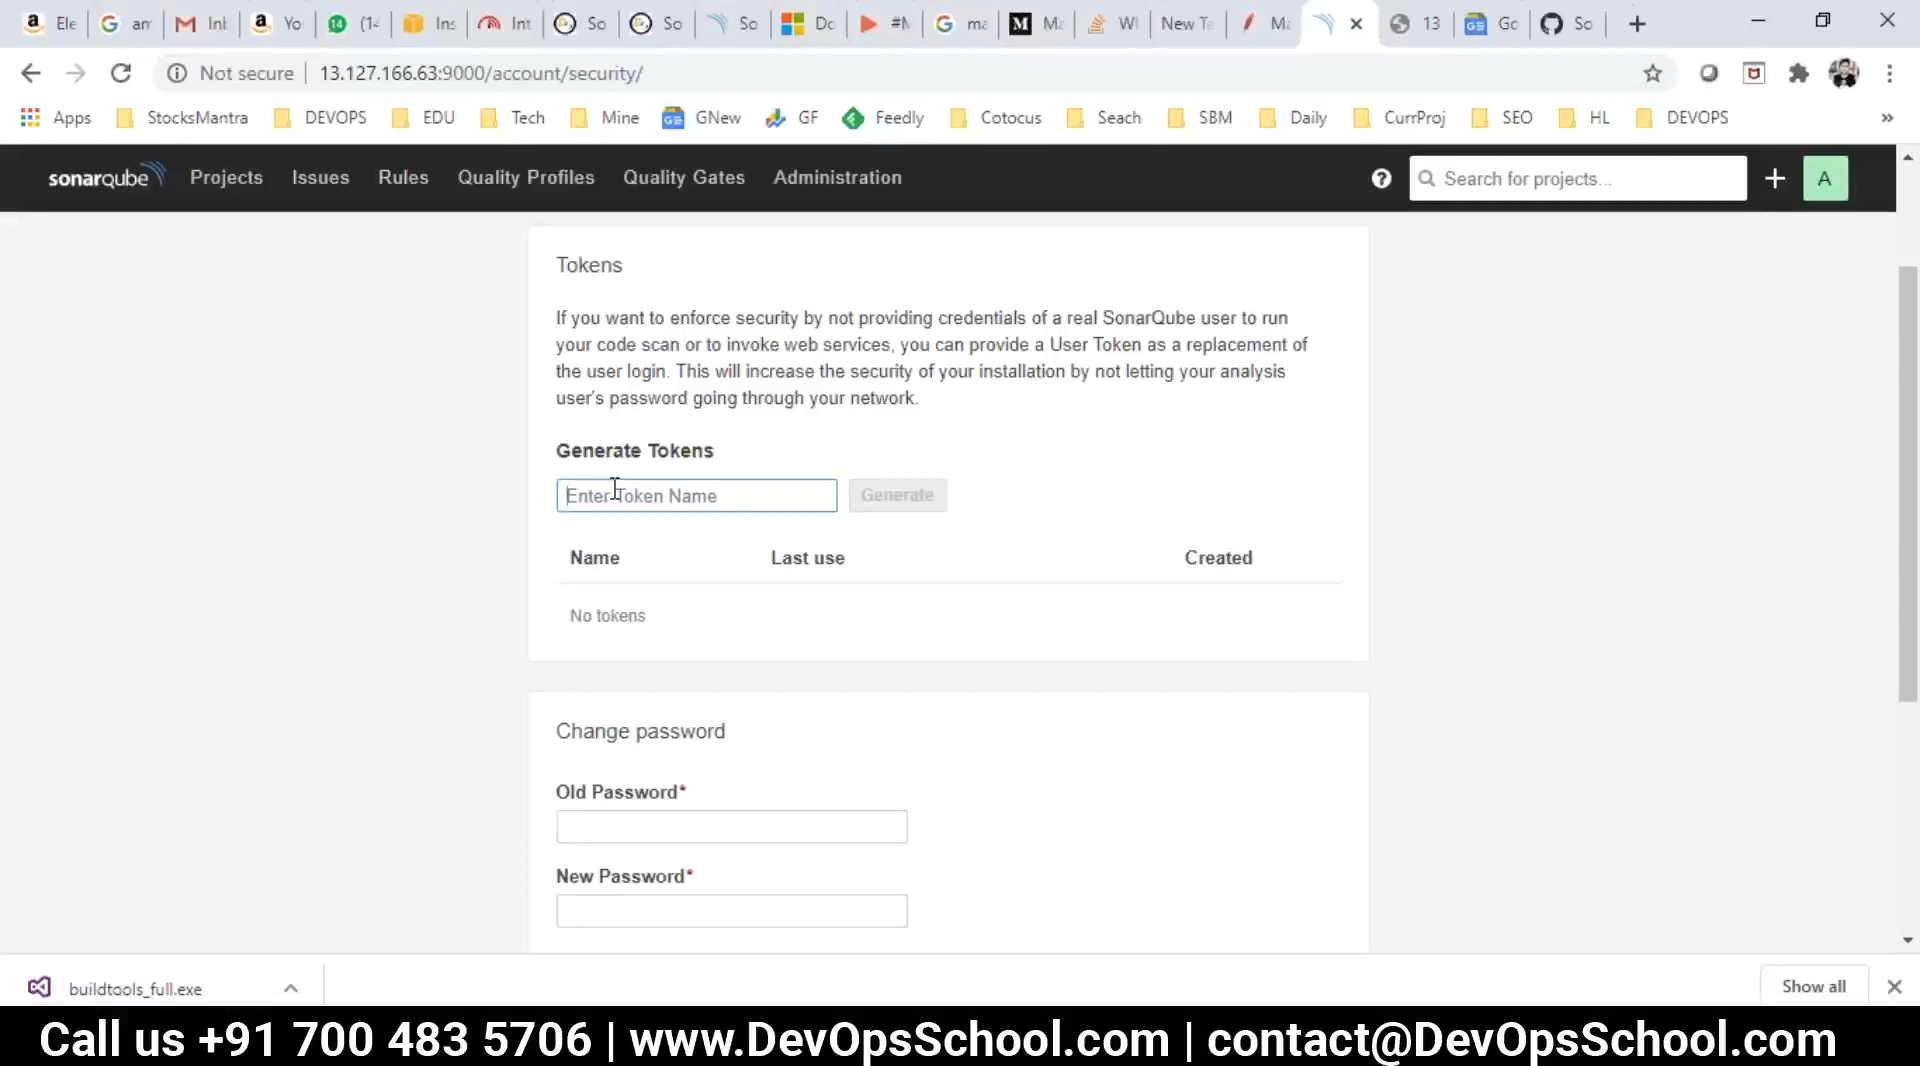 Ele
am
Inl
Yo
14
(14
Ins
Int
So
So
So
Do
#N
ma
Ma
WI
New Ta
Ma
13
Go
So
Not secure
13.127.166.63:9000/account/security/
Apps
StocksMantra
DEVOPS
EDU
Tech
Mine
GNew
GF
Feedly
Cotocus
Seach
SBM
Daily
CurrProj
SEO
HL
DEVOPS
»
sonarqube
Projects
Issues
Rules
Quality Profiles
Quality Gates
Administration
Search for projects...
A
Tokens
If you want to enforce security by not providing credentials of a real SonarQube user to run
your code scan or to invoke web services, you can provide a User Token as a replacement of
the user login. This will increase the security of your installation by not letting your analysis
user's password going through your network.
Generate Tokens
Enter Token Name
Generate
Name Last use Created
No tokens
Change password
Old Password*
New Password*
buildtools_full.exe
Show all
Call us +91 700 483 5706 | www.DevOpsSchool.com | contact@DevOpsSchool.com